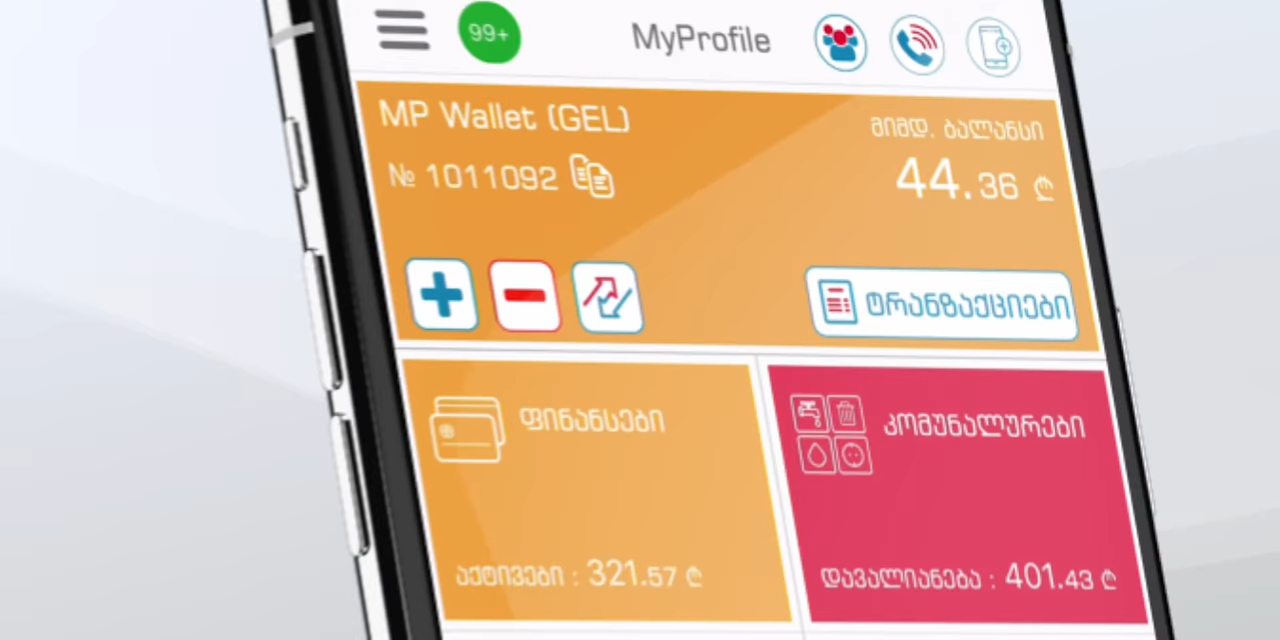 99+
MyProfile
MP Wallet (GEL)
მიმდ. ბალანსი
№ 1011092
44.36 ₾
ტრანზაქციები
ფინანსები
კომუნალურები
აქტივები : 321.57 ₾
დავალიანება : 401.43 ₾